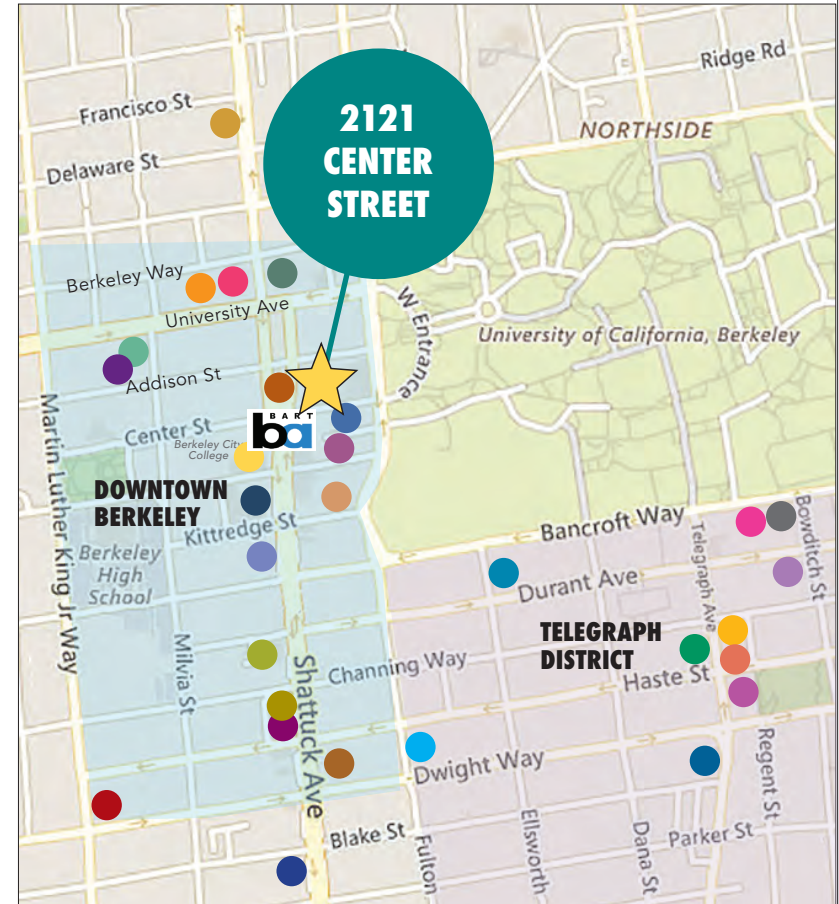 Ridge Rd
Francisco St
2121
CENTER
STREET
NORTHSIDE
Delaware St
Berkeley Way
University Ave
W Entrance
University of California, Berkeley
Addison St
Martin Luther King Jr Way
Center St
BART
ba
Berkeley City
College
DOWNTOWN
BERKELEY
Kittredge St
Bancroft Way
Bowditch St
Telegraph Ave
Berkeley
High
School
Durant Ave
TELEGRAPH
DISTRICT
Milvia St
Shattuck Ave
Channing Way
Haste St
Dwight Way
Regent St
Blake St
Fulton
Ellsworth
Dana St
Parker St